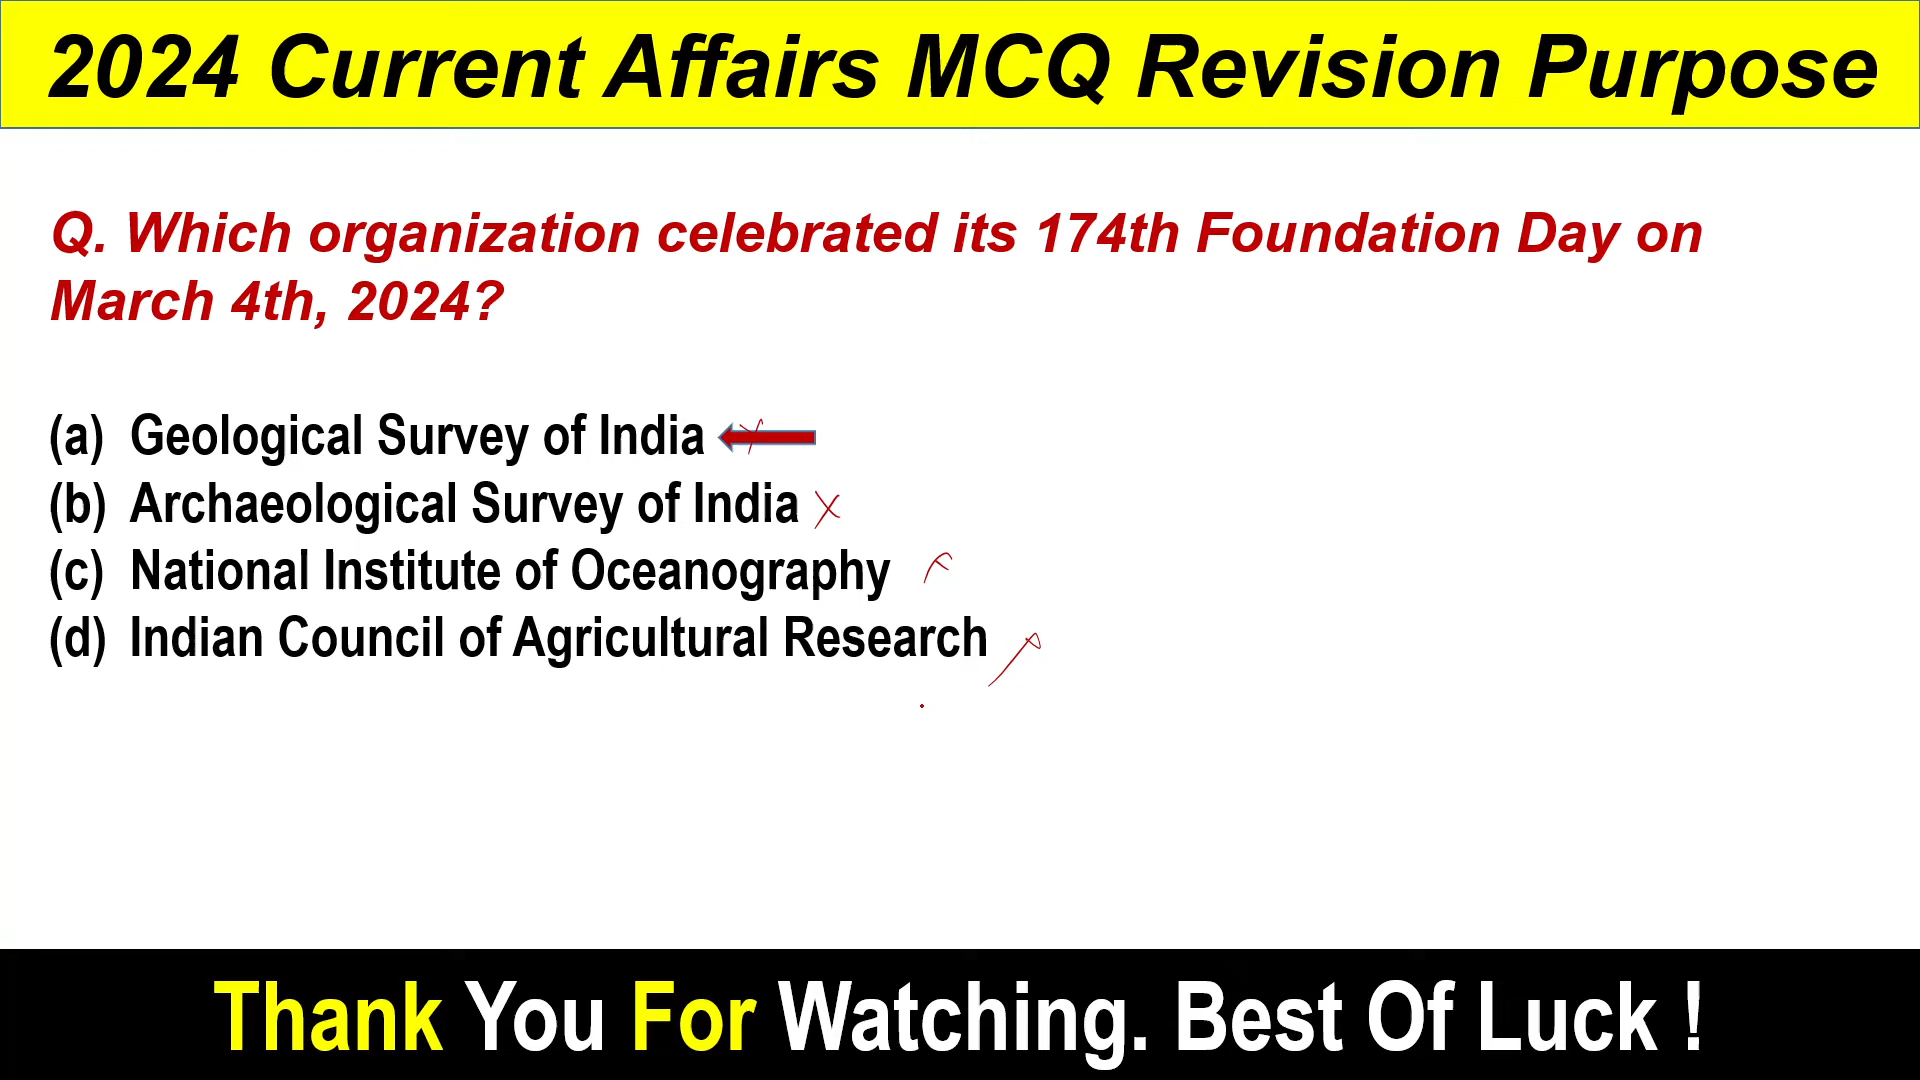 2024 Current Affairs MCQ Revision Purpose
Q. Which organization celebrated its 174th Foundation Day on
March 4th, 2024?
(a) Geological Survey of India
(b) Archaeological Survey of India
(c) National Institute of Oceanography
(d) Indian Council of Agricultural Research
Thank You For Watching. Best Of Luck !